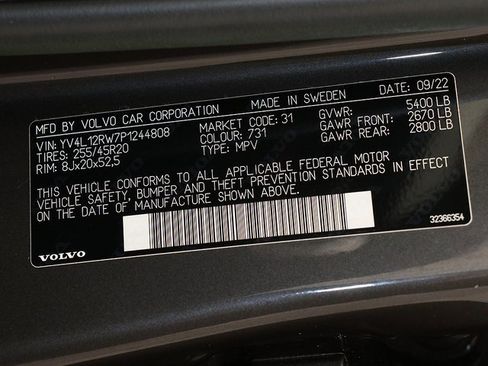 MFD BY VOLVO CAR CORPORATION MADE IN SWEDEN DATE: 09/22
VIN: YV4L12RW7P1244808 MARKET CODE: 31 GVWR: 5400 LB
TIRES: 255/45R20 COLOUR: 731 GAWR FRONT: 2670 LB
RIM: 8Jx20x52,5 TYPE: MPV GAWR REAR: 2800 LB
THIS VEHICLE CONFORMS TO ALL APPLICABLE FEDERAL MOTOR
VEHICLE SAFETY, BUMPER AND THEFT PREVENTION STANDARDS IN EFFECT
ON THE DATE OF MANUFACTURE SHOWN ABOVE.
VOLVO 32366354